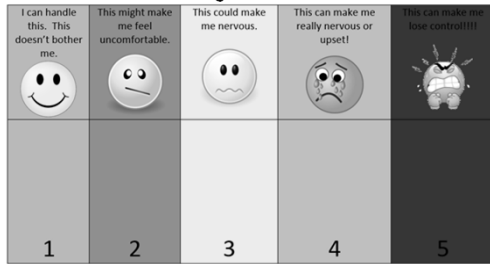 I can handle
this.  This
doesn't bother
me.
This might make
me feel
uncomfortable.
This could make
me nervous.
This can make me
really nervous or
upset!
This can make me
lose control!!!!
1
2
3
4
5